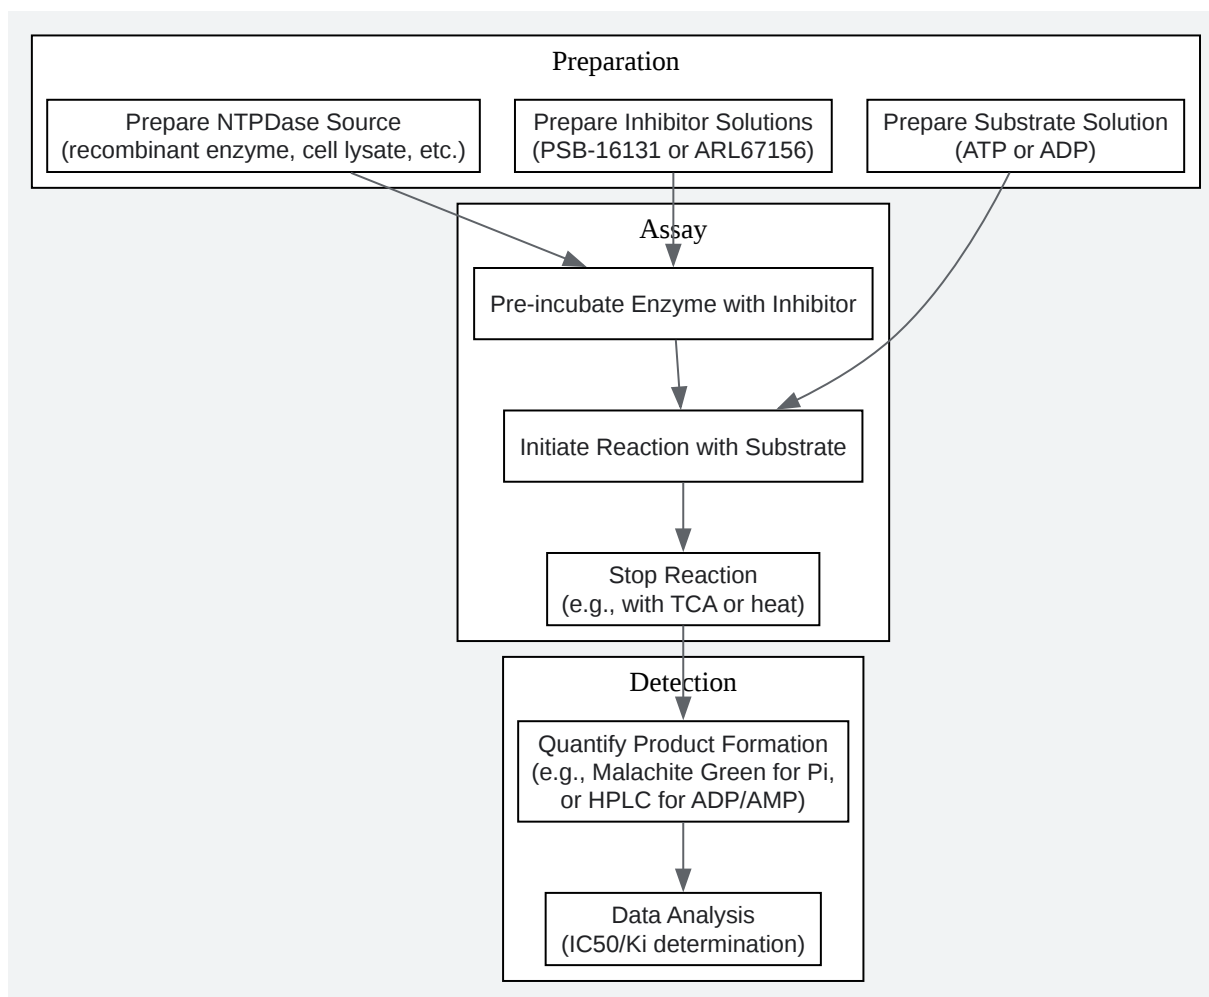 Preparation
Prepare NTPDase Source
(recombinant enzyme, cell lysate, etc.)
Prepare Inhibitor Solutions
(PSB-16131 or ARL67156)
Prepare Substrate Solution
(ATP or ADP)
Assay
Pre-incubate Enzyme with Inhibitor
Initiate Reaction with Substrate
Stop Reaction
(e.g., with TCA or heat)
Detection
Quantify Product Formation
(e.g., Malachite Green for Pi,
or HPLC for ADP/AMP)
Data Analysis
(IC50/Ki determination)